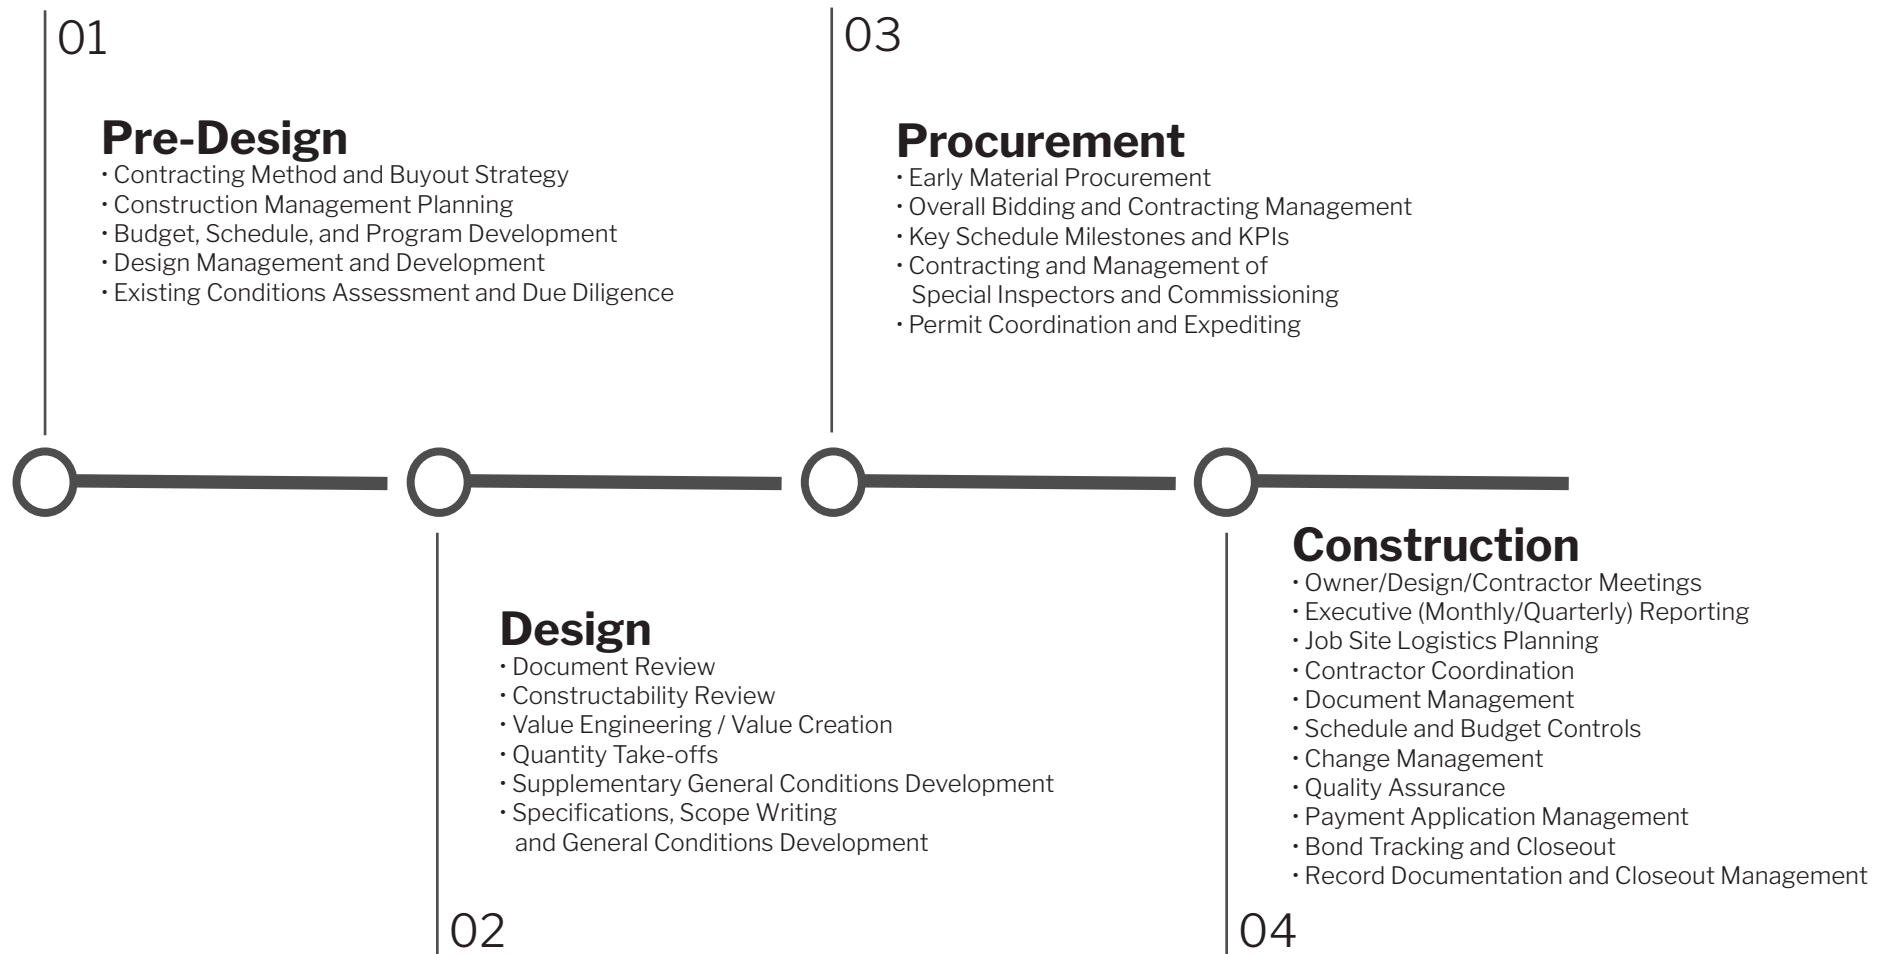 01
Pre-Design
• Contracting Method and Buyout Strategy
• Construction Management Planning
• Budget, Schedule, and Program Development
• Design Management and Development
• Existing Conditions Assessment and Due Diligence
02
Design
• Document Review
• Constructability Review
• Value Engineering / Value Creation
• Quantity Take-offs
• Supplementary General Conditions Development
• Specifications, Scope Writing
and General Conditions Development
03
Procurement
• Early Material Procurement
• Overall Bidding and Contracting Management
• Key Schedule Milestones and KPIs
• Contracting and Management of
Special Inspectors and Commissioning
• Permit Coordination and Expediting
04
Construction
• Owner/Design/Contractor Meetings
• Executive (Monthly/Quarterly) Reporting
• Job Site Logistics Planning
• Contractor Coordination
• Document Management
• Schedule and Budget Controls
• Change Management
• Quality Assurance
• Payment Application Management
• Bond Tracking and Closeout
• Record Documentation and Closeout Management